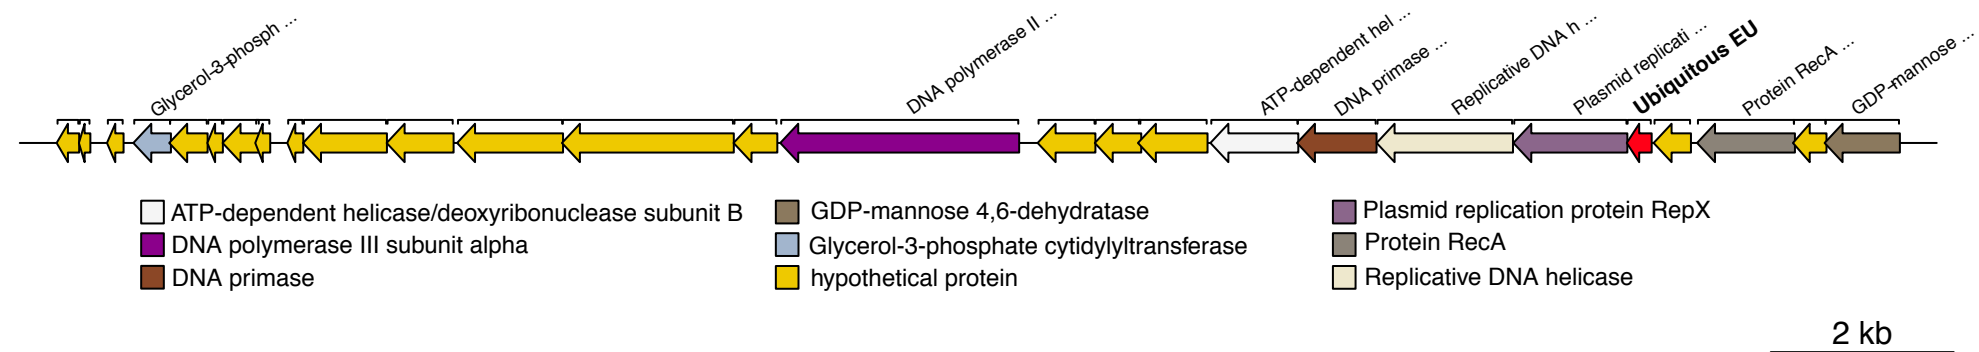 Glycerol-3-phosph ...
DNA polymerase II ...
ATP-dependent hel ...
DNA primase ...
Replicative DNA h ...
Plasmid replicati ...
Ubiquitous EU
Protein RecA ...
GDP-mannose ...
ATP-dependent helicase/deoxyribonuclease subunit B
DNA polymerase III subunit alpha
DNA primase
GDP-mannose 4,6-dehydratase
Glycerol-3-phosphate cytidylyltransferase
hypothetical protein
Plasmid replication protein RepX
Protein RecA
Replicative DNA helicase
2 kb